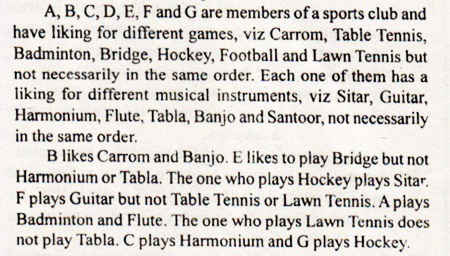 A, B, C, D, E, F and G are members of a sports club and
have liking for different games, viz Carrom, Table Tennis,
Badminton, Bridge, Hockey, Football and Lawn Tennis but
not necessarily in the same order. Each one of them has a
liking for different musical instruments, viz Sitar, Guitar,
Harmonium, Flute, Tabla, Banjo and Santoor, not necessarily
in the same order.
B likes Carrom and Banjo. E likes to play Bridge but not
Harmonium or Tabla. The one who plays Hockey plays Sitar.
F plays Guitar but not Table Tennis or Lawn Tennis. A plays
Badminton and Flute. The one who plays Lawn Tennis does
not play Tabla. C plays Harmonium and G plays Hockey.